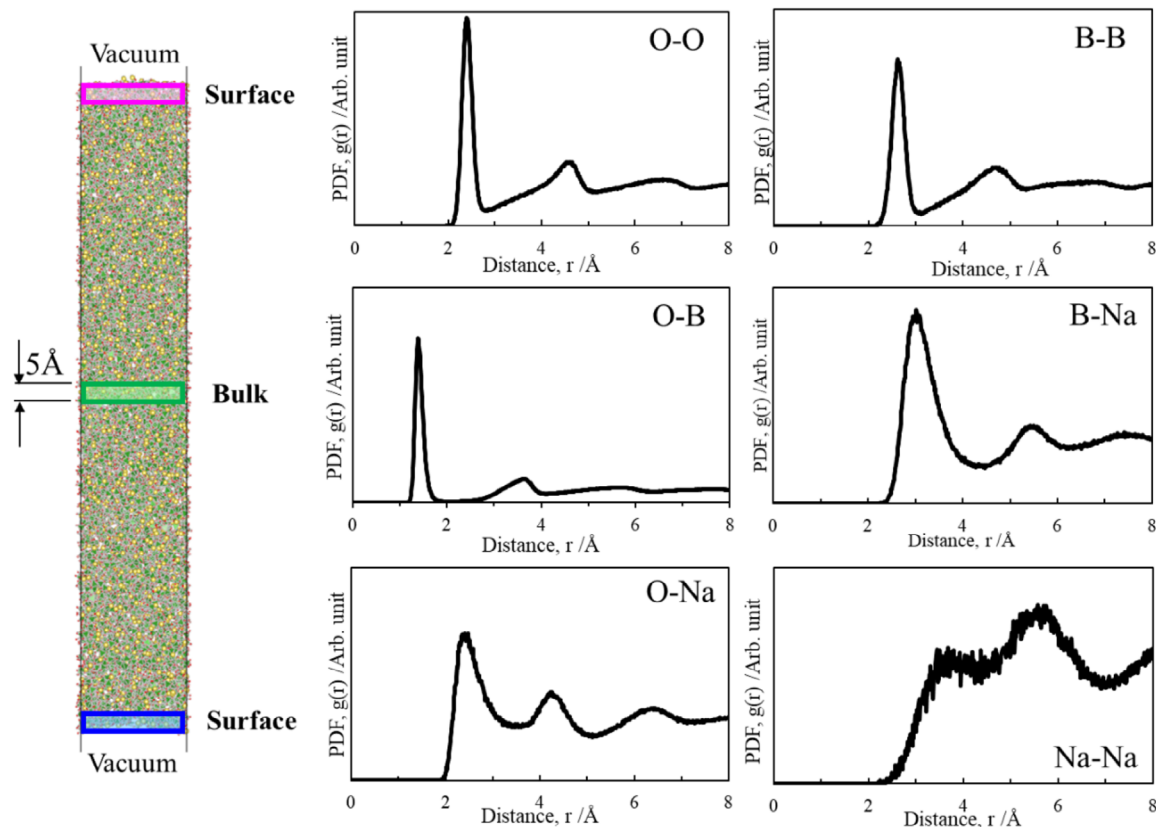 Vacuum
Surface
5Å
Bulk
Surface
Vacuum
O-O
PDF, g(r) /Arb. unit
0 2 4 6 8
Distance, r /Å
B-B
PDF, g(r) /Arb. unit
0 2 4 6 8
Distance, r /Å
O-B
PDF, g(r) /Arb. unit
0 2 4 6 8
Distance, r /Å
B-Na
PDF, g(r) /Arb. unit
0 2 4 6 8
Distance, r /Å
O-Na
PDF, g(r) /Arb. unit
0 2 4 6 8
Distance, r /Å
Na-Na
PDF, g(r) /Arb. unit
0 2 4 6 8
Distance, r /Å